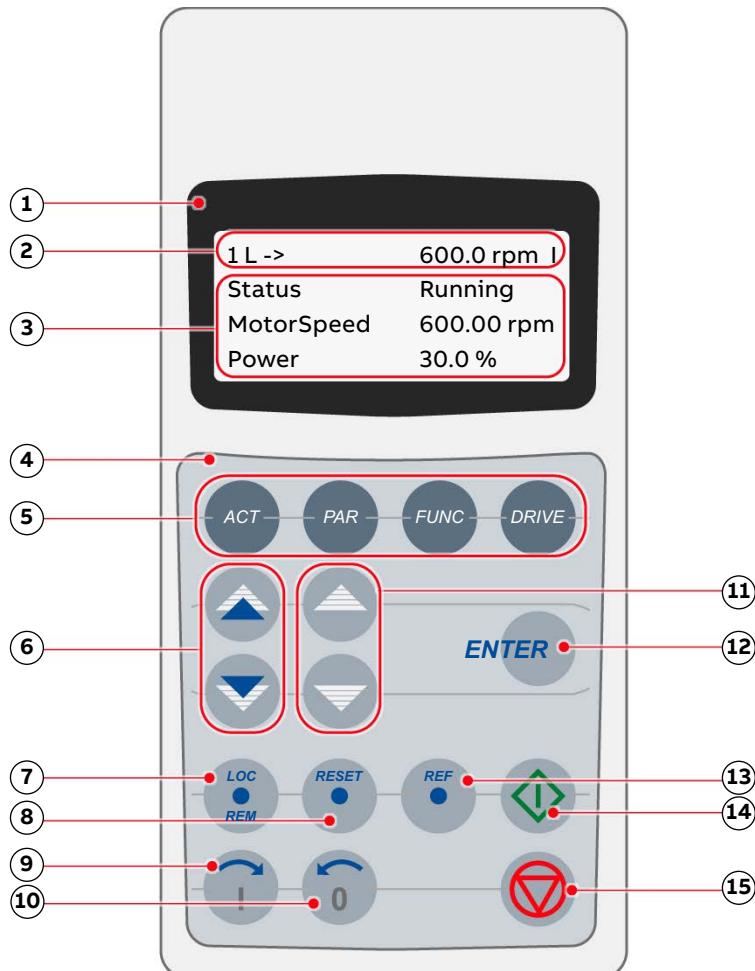 1
2
1 L -> 600.0 rpm I
Status Running
3
MotorSpeed 600.00 rpm
Power 30.0 %
4
5
ACT PAR FUNC DRIVE
11
6
ENTER
12
7
LOC
REM
RESET
REF
13
8
14
9
I
10
0
15